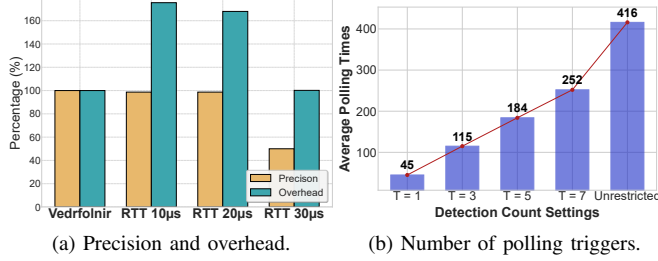 Percentage (%)
160
140
120
100
80
60
40
20
0
Precison
Overhead
Vedrfolnir RTT 10μs RTT 20μs RTT 30μs
(a) Precision and overhead.
Average Polling Times
400
300
200
100
45
115
184
252
416
T = 1 T = 3 T = 5 T = 7 Unrestricted
Detection Count Settings
(b) Number of polling triggers.